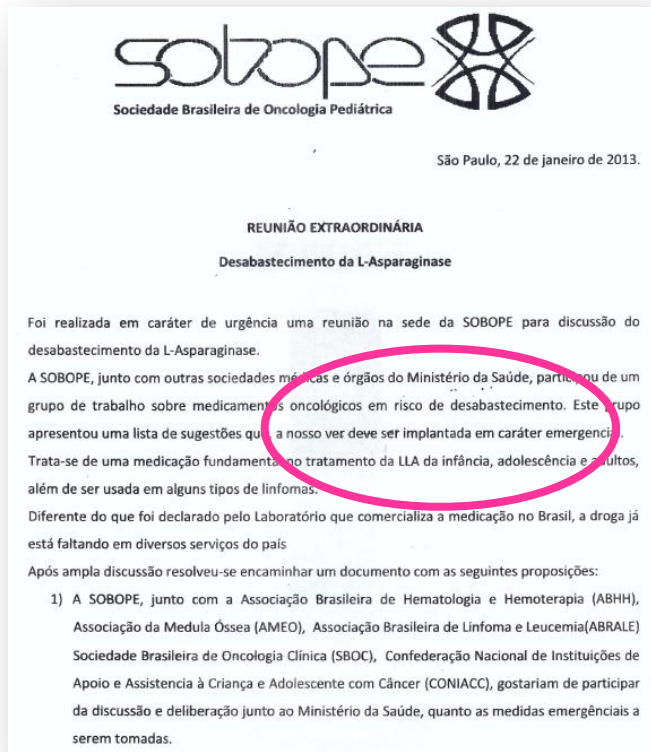 sobope
Sociedade Brasileira de Oncologia Pediátrica
São Paulo, 22 de janeiro de 2013.
REUNIÃO EXTRAORDINÁRIA
Desabastecimento da L-Asparaginase
Foi realizada em caráter de urgência uma reunião na sede da SOBOPE para discussão do
desabastecimento da L-Asparaginase.
A SOBOPE, junto com outras sociedades médicas e órgãos do Ministério da Saúde, participou de um
grupo de trabalho sobre medicamentos oncológicos em risco de desabastecimento. Este grupo
apresentou uma lista de sugestões que, a nosso ver deve ser implantada em caráter emergencial.
Trata-se de uma medicação fundamental no tratamento da LLA da infância, adolescência e adultos,
além de ser usada em alguns tipos de linfomas.
Diferente do que foi declarado pelo Laboratório que comercializa a medicação no Brasil, a droga já
está faltando em diversos serviços do país
Após ampla discussão resolveu-se encaminhar um documento com as seguintes proposições:
1) A SOBOPE, junto com a Associação Brasileira de Hematologia e Hemoterapia (ABHH),
Associação da Medula Óssea (AMEO), Associação Brasileira de Linfoma e Leucemia(ABRALE)
Sociedade Brasileira de Oncologia Clínica (SBOC), Confederação Nacional de Instituições de
Apoio e Assistencia à Criança e Adolescente com Câncer (CONIACC), gostariam de participar
da discussão e deliberação junto ao Ministério da Saúde, quanto as medidas emergênciais a
serem tomadas.